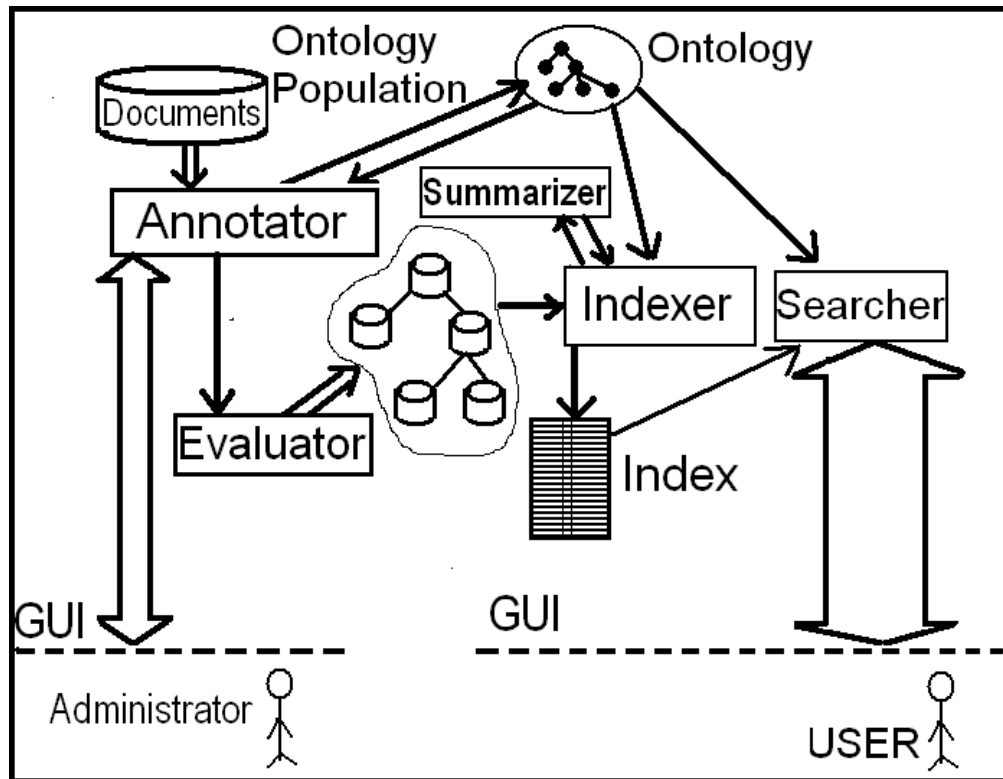 Ontology
Population
Ontology
Documents
Summarizer
Annotator
Indexer
Searcher
Evaluator
Index
GUI
GUI
Administrator
USER